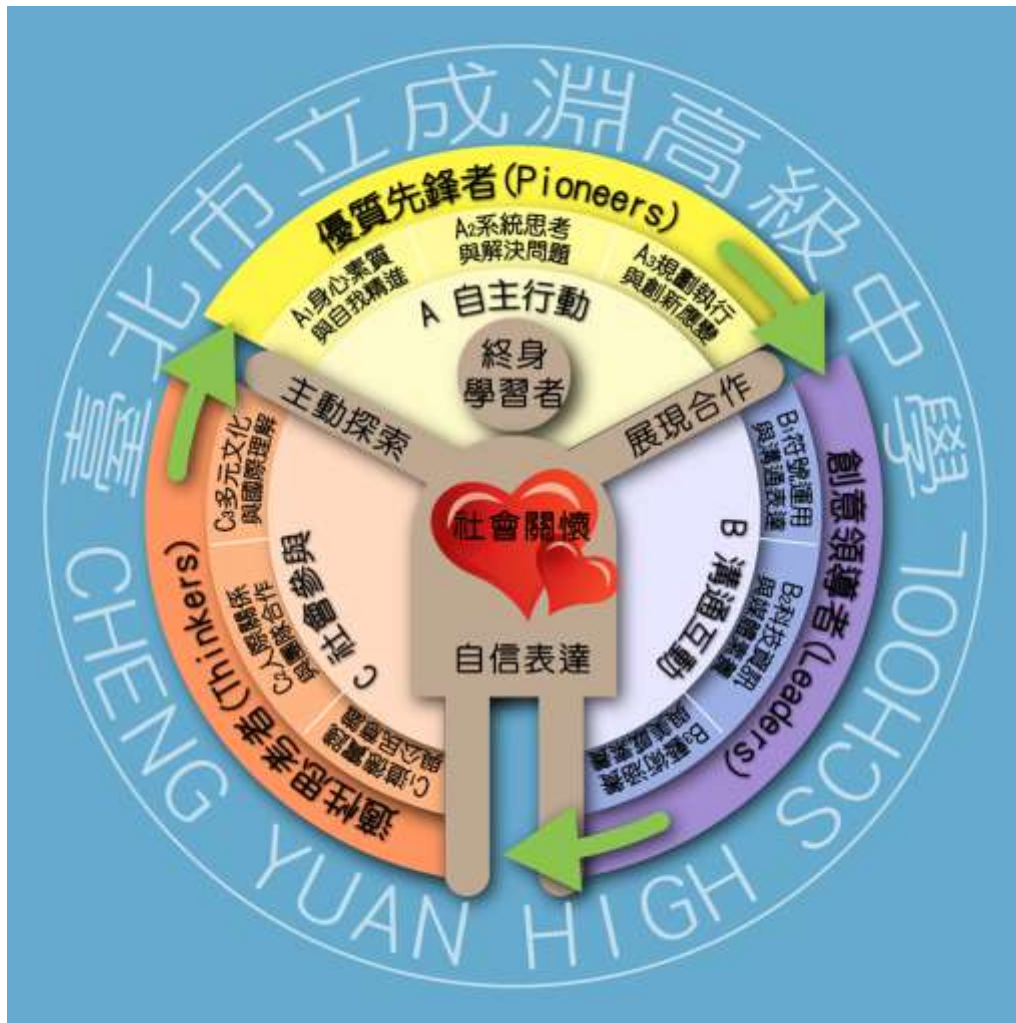 臺北市立成淵高級中學
CHENG YUAN HIGH SCHOOL
優質先鋒者(Pioneers)
A1身心素質
與自我精進
A2系統思考
與解決問題
A3規劃執行
與創新應變
A 自主行動
創意領導者(Leaders)
B1符號運用
與溝通表達
B2科技資訊
與媒體素養
B3藝術涵養
與美感素養
B 溝通互動
適性思考者(Thinkers)
C1道德實踐
與公民意識
C2人際關係
與團隊合作
C3多元文化
與國際理解
C 社會參與
終身
學習者
主動探索
展現合作
社會關懷
自信表達